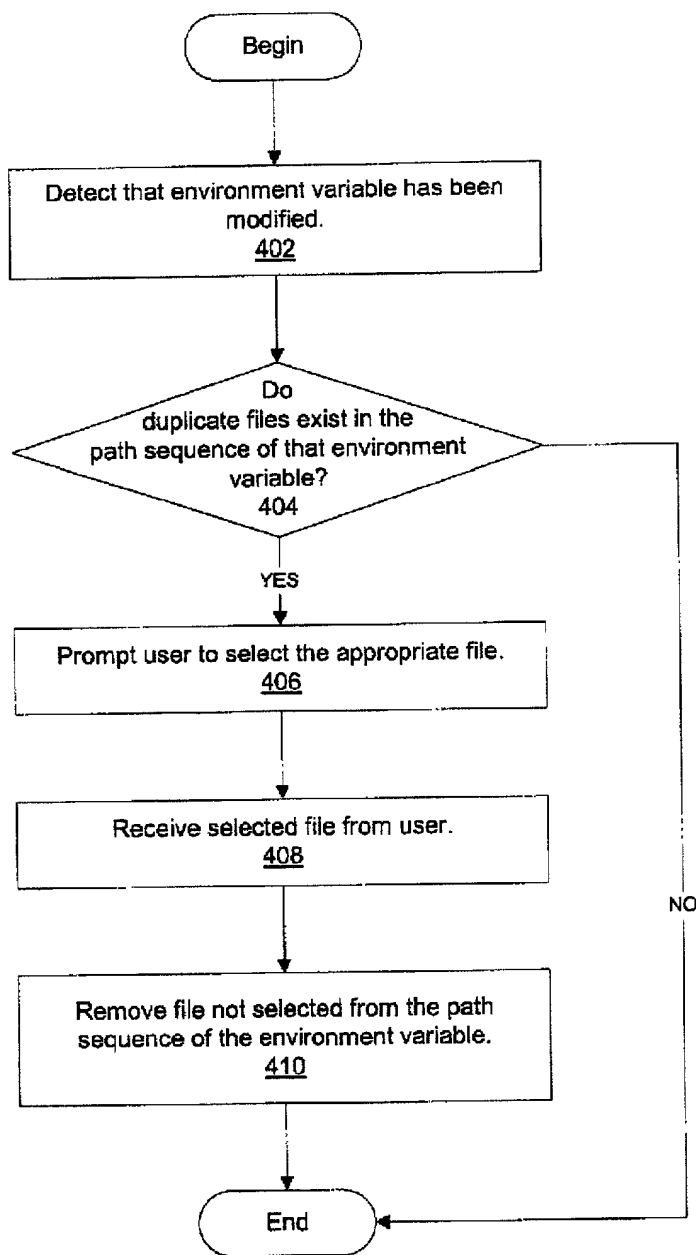 Begin
Detect that environment variable has been
modified.
402
Do
duplicate files exist in the
path sequence of that environment
variable?
404
YES
Prompt user to select the appropriate file.
406
Receive selected file from user.
408
NO
Remove file not selected from the path
sequence of the environment variable.
410
End